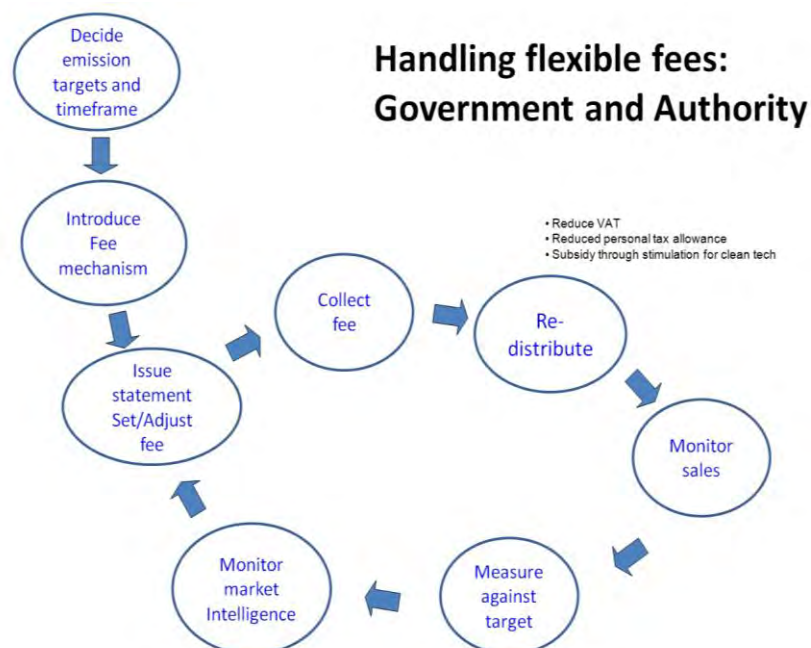 Handling flexible fees:
Government and Authority
Decide
emission
targets and
timeframe
Introduce
Fee
mechanism
Issue
statement
Set/Adjust
fee
Collect
fee
• Reduce VAT
• Reduced personal tax allowance
• Subsidy through stimulation for clean tech
Re-
distribute
Monitor
sales
Measure
against
target
Monitor
market
Intelligence